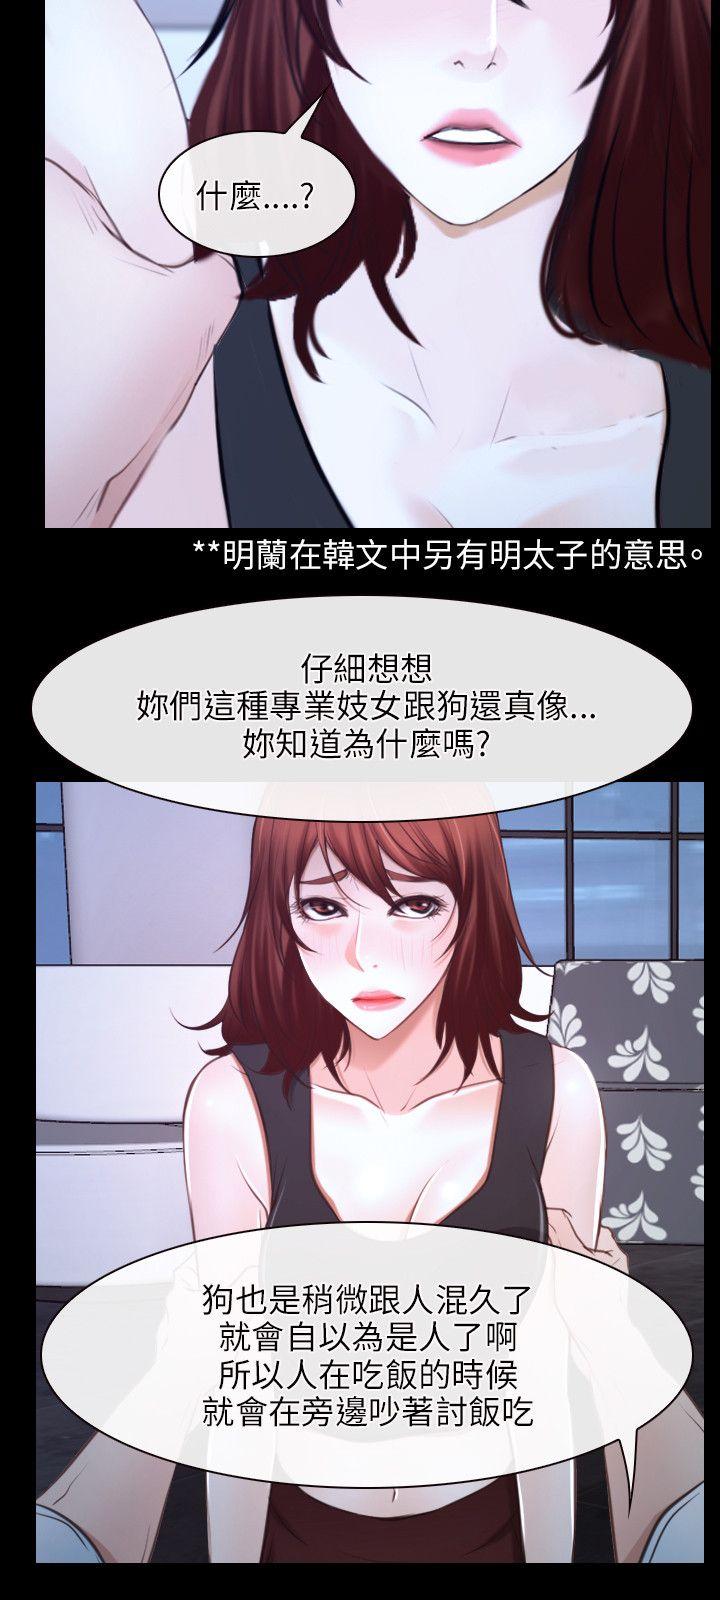 什麼....?
**明蘭在韓文中另有明太子的意思。
仔細想想
妳們這種專業妓女跟狗還真像...
妳知道為什麼嗎?
狗也是稍微跟人混久了
就會自以為是人了啊
所以人在吃飯的時候
就會在旁邊吵著討飯吃